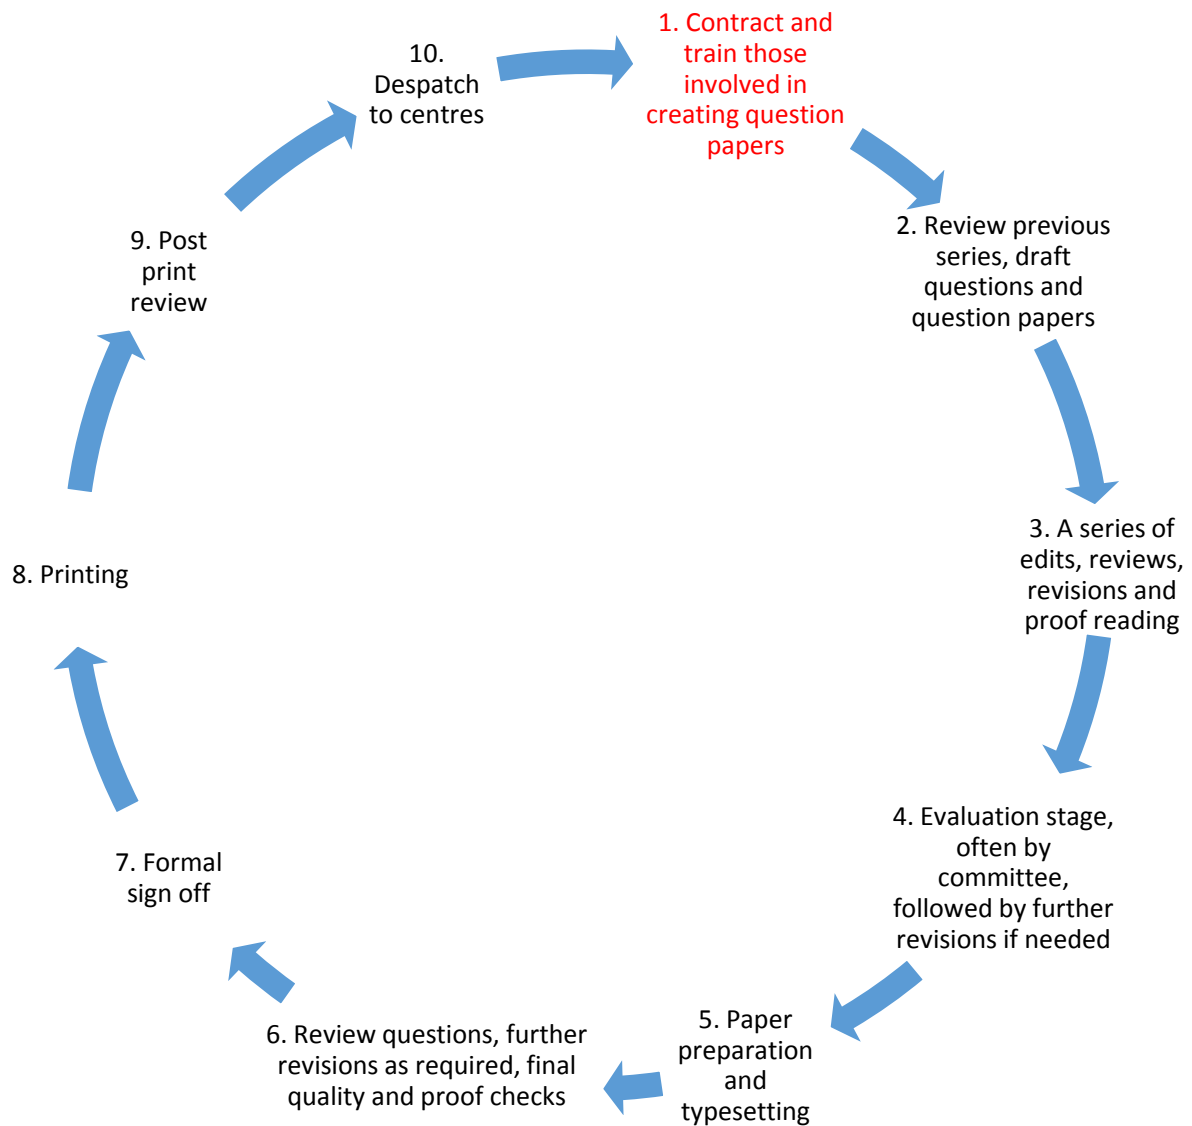 1. Contract and
train those
involved in
creating question
papers
2. Review previous
series, draft
questions and
question papers
3. A series of
edits, reviews,
revisions and
proof reading
4. Evaluation stage,
often by
committee,
followed by further
revisions if needed
5. Paper
preparation
and
typesetting
6. Review questions, further
revisions as required, final
quality and proof checks
7. Formal
sign off
8. Printing
9. Post
print
review
10.
Despatch
to centres